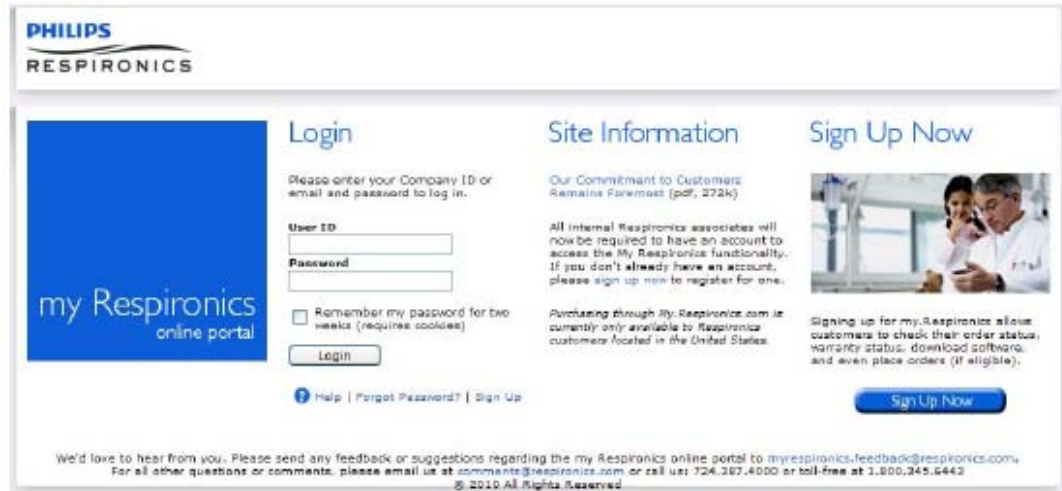 PHILIPS
RESPIRONICS
my Respironics
online portal
Login
Please enter your Company ID or
email and password to log in.
User ID
Password
Remember my password for two
weeks (requires cookies)
Login
Help | Forgot Password? | Sign Up
Site Information
Our Commitment to Customers
Remains Foremost (pdf, 272k)
All internal Respironics associates will
now be required to have an account to
access the My Respironics functionality.
If you don't already have an account,
please sign up now to register for one.
Purchasing through My.Respironics.com is
currently only available to Respironics
customers located in the United States.
Sign Up Now
Signing up for my.Respironics allows
customers to check their order status,
warranty status, download software,
and even place orders (if eligible).
Sign Up Now
We'd love to hear from you. Please send any feedback or suggestions regarding the my Respironics online portal to myrespironics.feedback@respironics.com.
For all other questions or comments, please email us at comments@respironics.com or call us: 724.387.4000 or toll-free at 1.800.345.6443
© 2010 All Rights Reserved